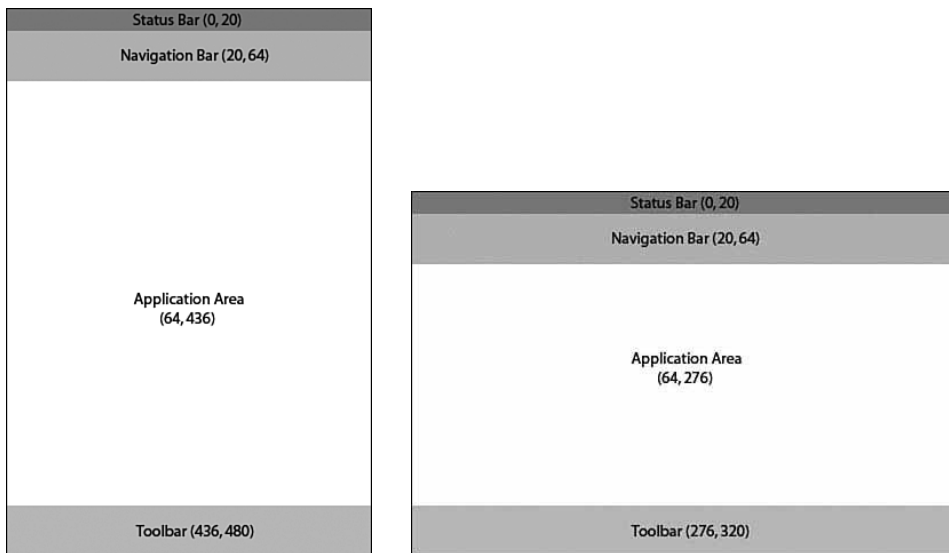 Status Bar (0, 20)
Navigation Bar (20, 64)
Application Area
(64, 436)
Toolbar (436, 480)
Status Bar (0, 20)
Navigation Bar (20, 64)
Application Area
(64, 276)
Toolbar (276, 320)